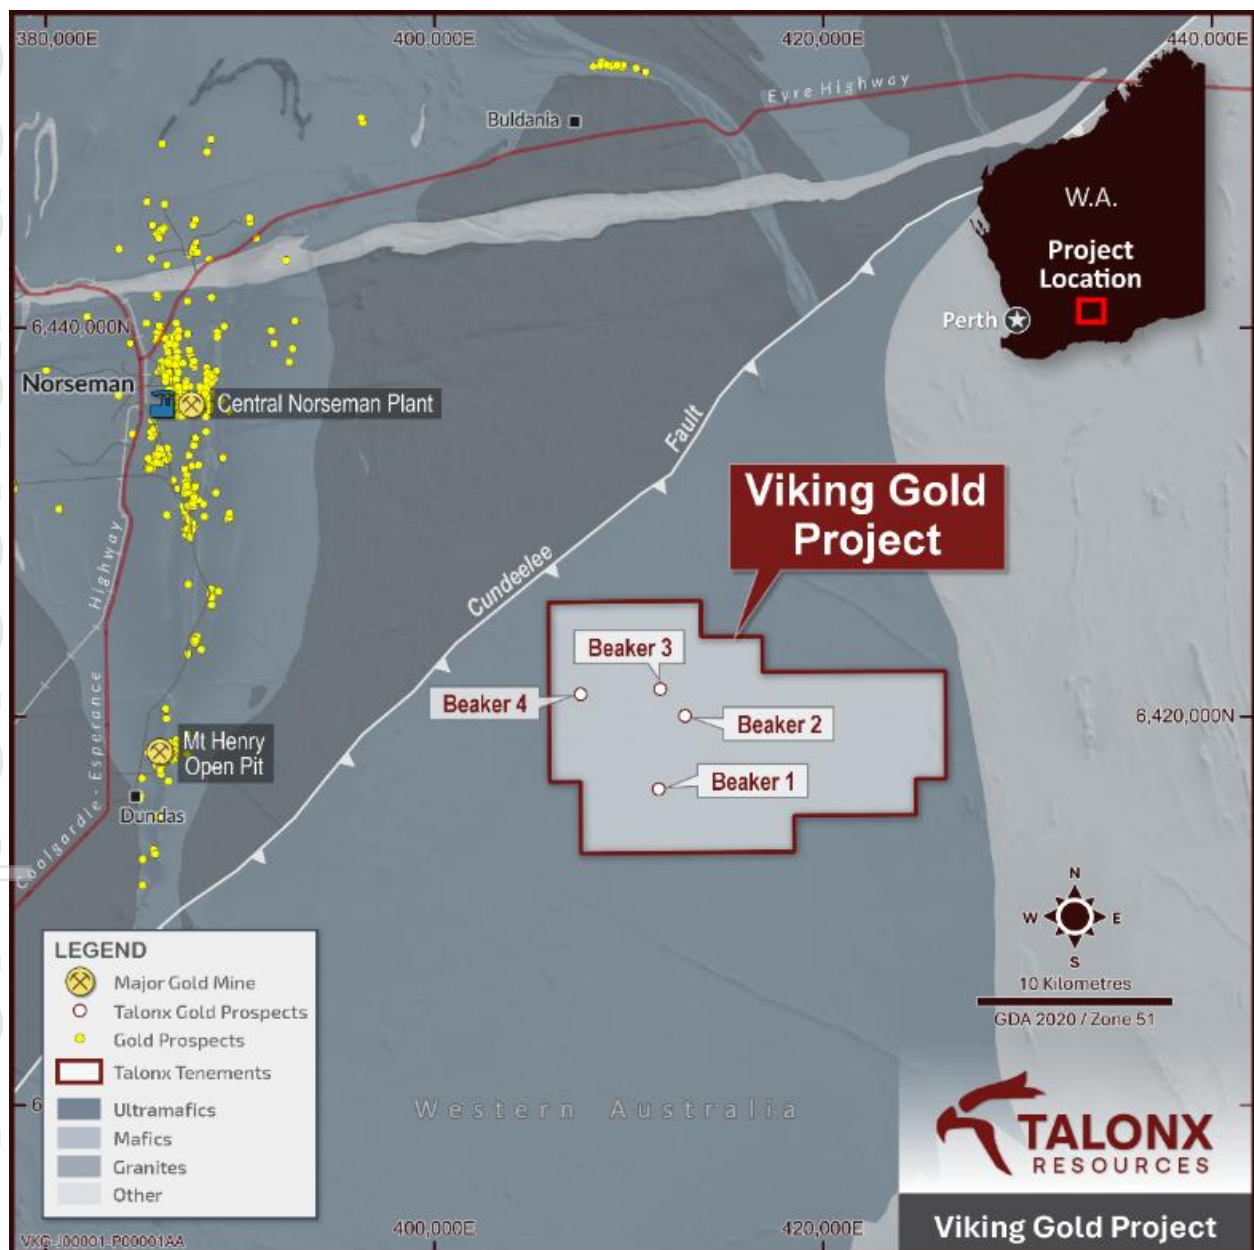 380,000E
400,000E
420,000E
440,000E
Eyre Highway
Buldania
W.A.
Project
Location
Perth
6,440,000N
Norseman
Central Norseman Plant
Fault
Cundeelee
Viking Gold
Project
Highway
Coolgardle - Esperance
Beaker 3
Beaker 4
Beaker 2
6,420,000N
Beaker 1
Mt Henry
Open Pit
Dundas
N
W
E
S
10 Kilometres
GDA 2020 / Zone 51
LEGEND
Major Gold Mine
Talonx Gold Prospects
Gold Prospects
Talonx Tenements
Ultramafics
Mafics
Granites
Other
6
Western Australia
TALONX
RESOURCES
400,000E
420,000E
Viking Gold Project
VKG-J00001-P00001AA